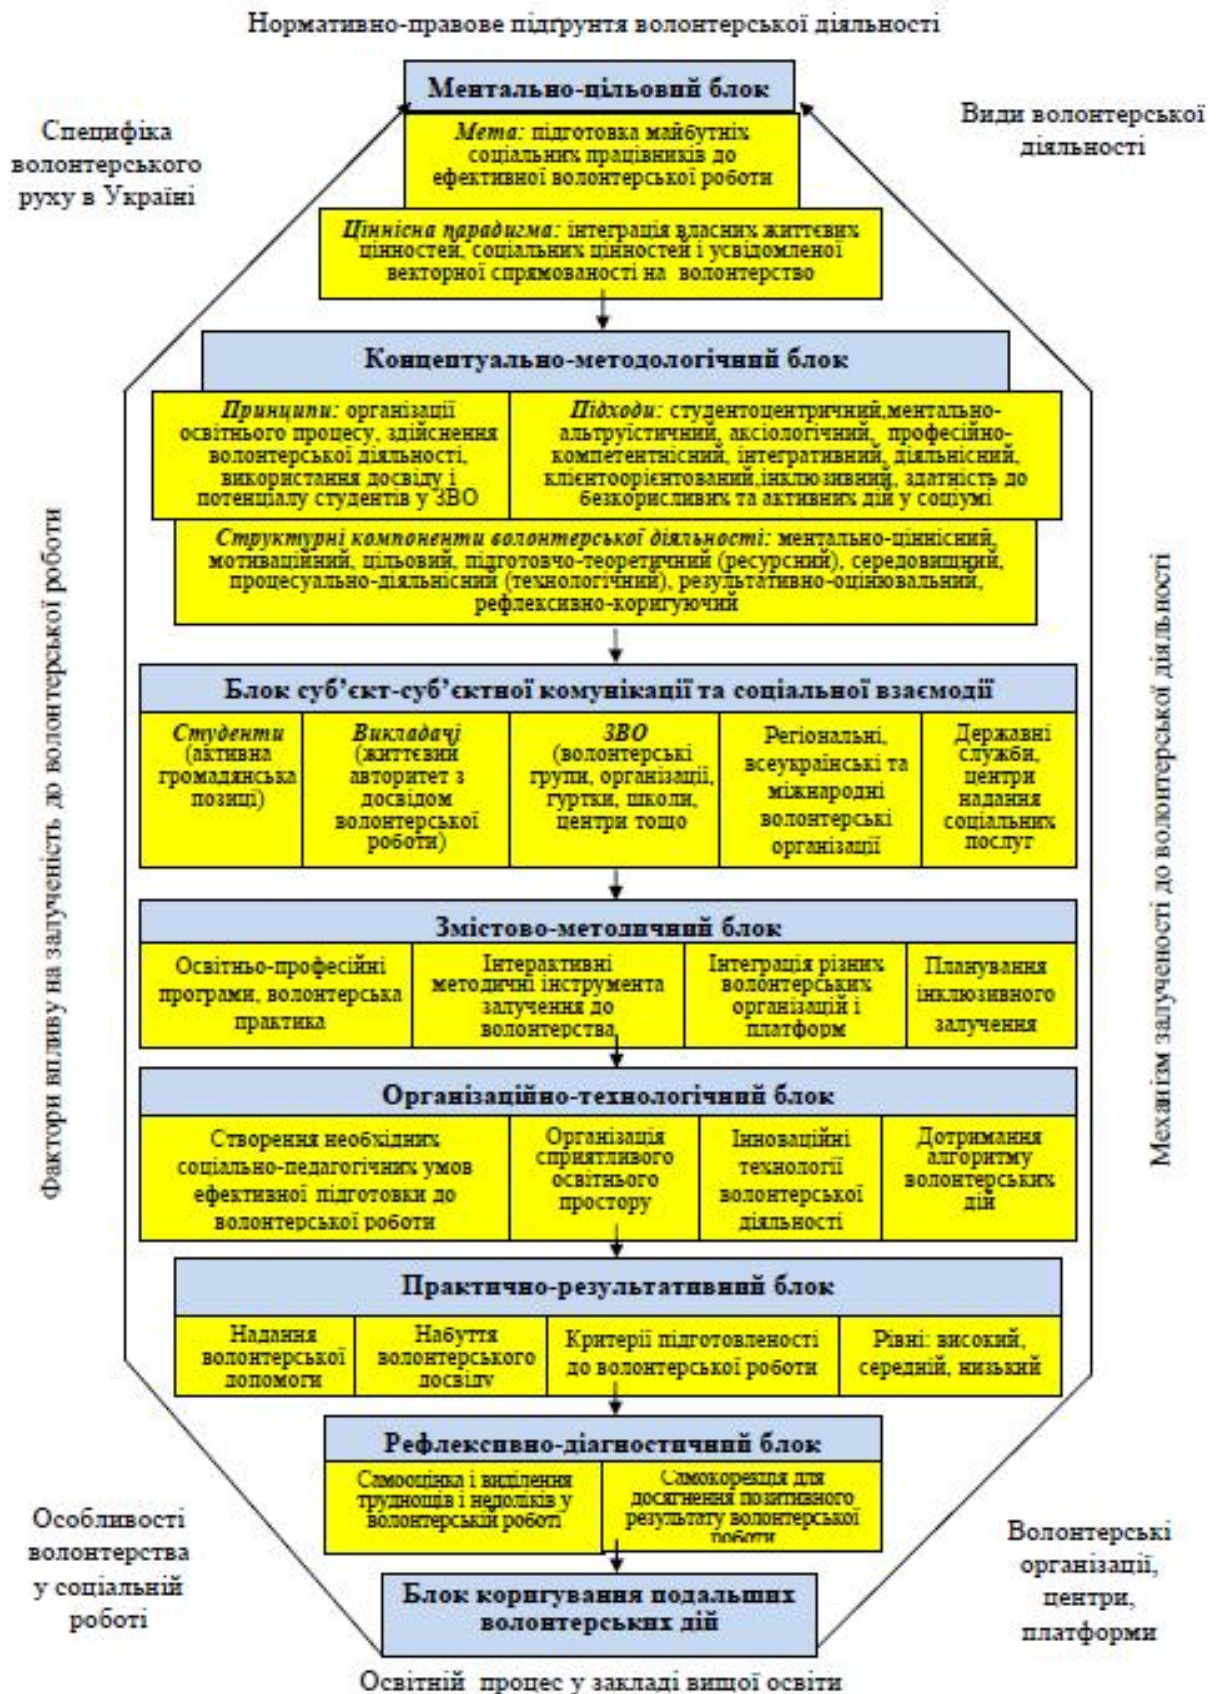 Нормативно-правове підґрунтя волонтерської діяльності
Специфіка
волонтерського
руху в Україні
Види волонтерської
діяльності
Ментально-цільовий блок
Мета: підготовка майбутніх
соціальних працівників до
ефективної волонтерської роботи
Ціннісна парадигма: інтеграція власних життєвих
цінностей, соціальних цінностей і усвідомленої
векторної спрямованості на волонтерство
Концептуально-методологічний блок
Принципи: організації
освітнього процесу, здійснення
волонтерської діяльності,
використання досвіду і
потенціалу студентів у ЗВО
Підходи: студентоцентричний,ментально-
альтруїстичний, аксіологічний, професійно-
компетентнісний, інтегративний, діяльнісний,
клієнтоорієнтований,інклюзивний, здатність до
безкорисливих та активних дій у соціумі
Структурні компоненти волонтерської діяльності: ментально-ціннісний,
мотиваційний, цільовий, підготовчо-теоретичний (ресурсний), середовищний,
процесуально-діяльнісний (технологічний), результативно-оцінювальний,
рефлексивно-коригуючий
Фактори впливу на залученість до волонтерської роботи
Механізм залученості до волонтерської діяльності
Блок суб’єкт-суб’єктної комунікації та соціальної взаємодії
Студенти
(активна
громадянська
позиці)
Викладачі
(життєвий
авторитет з
досвідом
волонтерської
роботи)
ЗВО
(волонтерські
групи, організації,
гуртки, школи,
центри тощо
Регіональні,
всеукраїнські та
міжнародні
волонтерські
організації
Державні
служби,
центри
надання
соціальних
послуг
Змістово-методичний блок
Освітньо-професійні
програми, волонтерська
практика
Інтерактивні
методичні інструмента
залучення до
волонтерства
Інтеграція різних
волонтерських
організацій і
платформ
Планування
інклюзивного
залучення
Організаційно-технологічний блок
Створення необхідних
соціально-педагогічних умов
ефективної підготовки до
волонтерської роботи
Організація
сприятливого
освітнього
простору
Інноваційні
технології
волонтерської
діяльності
Дотримання
алгоритму
волонтерських
дій
Практично-результативний блок
Надання
волонтерської
допомоги
Набуття
волонтерського
досвіду
Критерії підготовленості
до волонтерської роботи
Рівні: високий,
середній, низький
Рефлексивно-діагностичний блок
Самооцінка і виділення
труднощів і недоліків у
волонтерській роботі
Самокорекція для
досягнення позитивного
результату волонтерської
роботи
Особливості
волонтерства
у соціальній
роботі
Волонтерські
організації,
центри,
платформи
Блок коригування подальших
волонтерських дій
Освітній процес у закладі вищої освіти